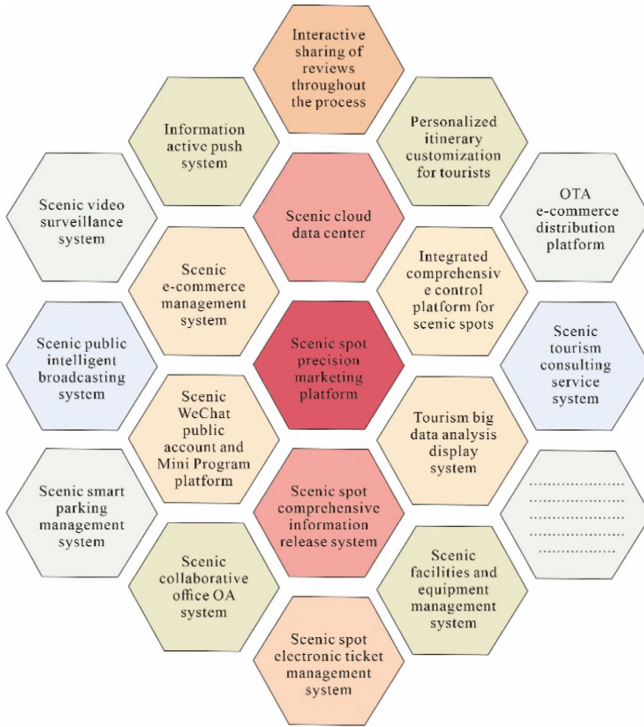 Interactive
sharing of
reviews
throughout
the process
Information
active push
system
Personalized
itinerary
customization
for tourists
Scenic video
surveillance
system
Scenic cloud
data center
OTA
e-commerce
distribution
platform
Scenic
e-commerce
management
system
Integrated
comprehensiv
e control
platform for
scenic spots
Scenic public
intelligent
broadcasting
system
Scenic spot
precision
marketing
platform
Scenic
tourism
consulting
service
system
Scenic
WeChat
public
account and
Mini Program
platform
Tourism big
data analysis
display
system
Scenic smart
parking
management
system
Scenic spot
comprehensive
information
release system
....................
....................
....................
....................
....................
Scenic
collaborative
office OA
system
Scenic
facilities and
equipment
management
system
Scenic spot
electronic ticket
management
system